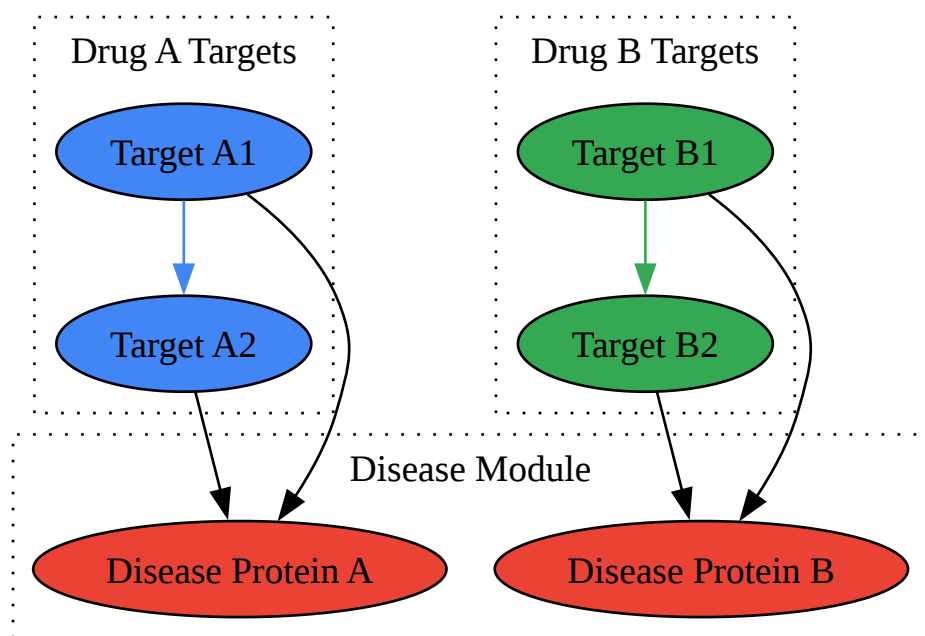 Drug A Targets
Drug B Targets
Target A1
Target B1
Target A2
Target B2
Disease Module
Disease Protein A
Disease Protein B